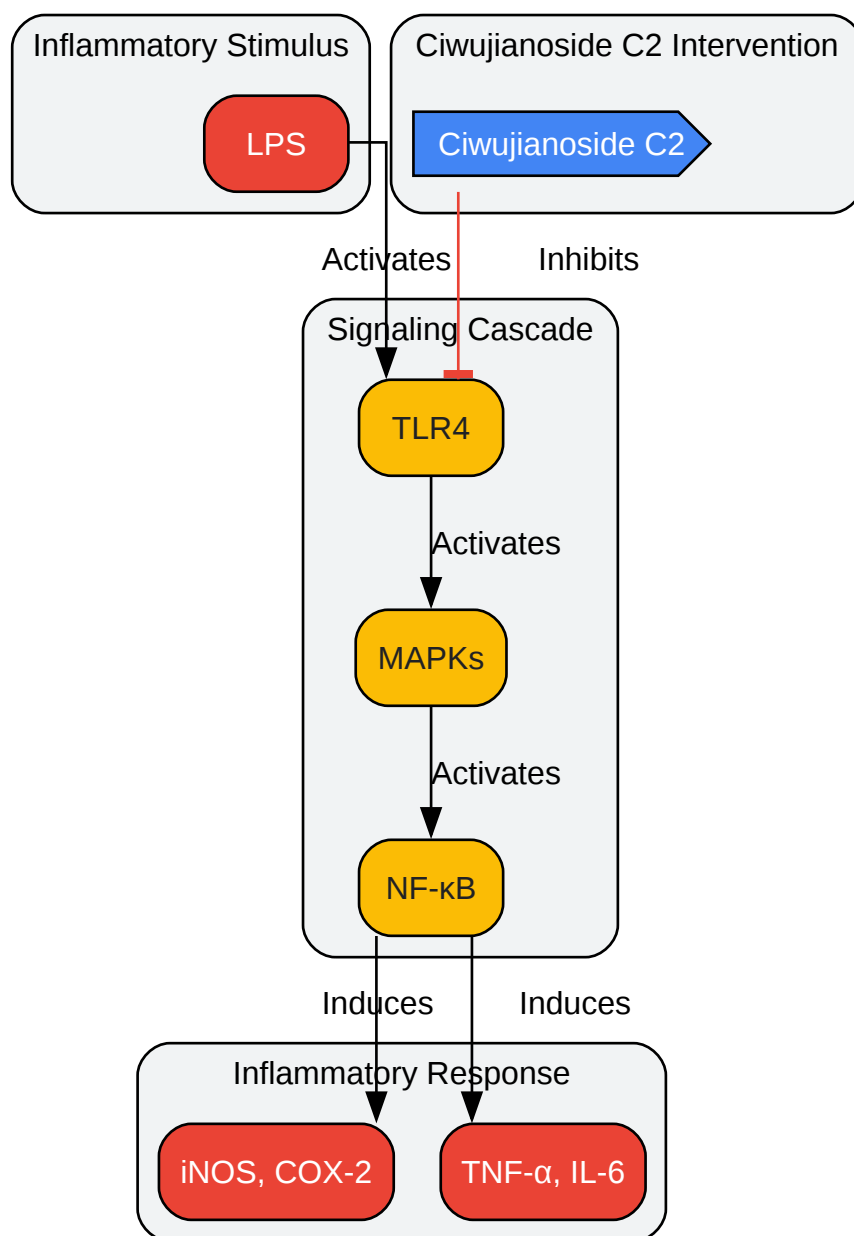 Inflammatory Stimulus
Ciwujianoside C2 Intervention
LPS
Ciwujianoside C2
Activates
Inhibits
Signaling Cascade
TLR4
Activates
MAPKs
Activates
NF-κB
Induces
Induces
Inflammatory Response
iNOS, COX-2
TNF-α, IL-6